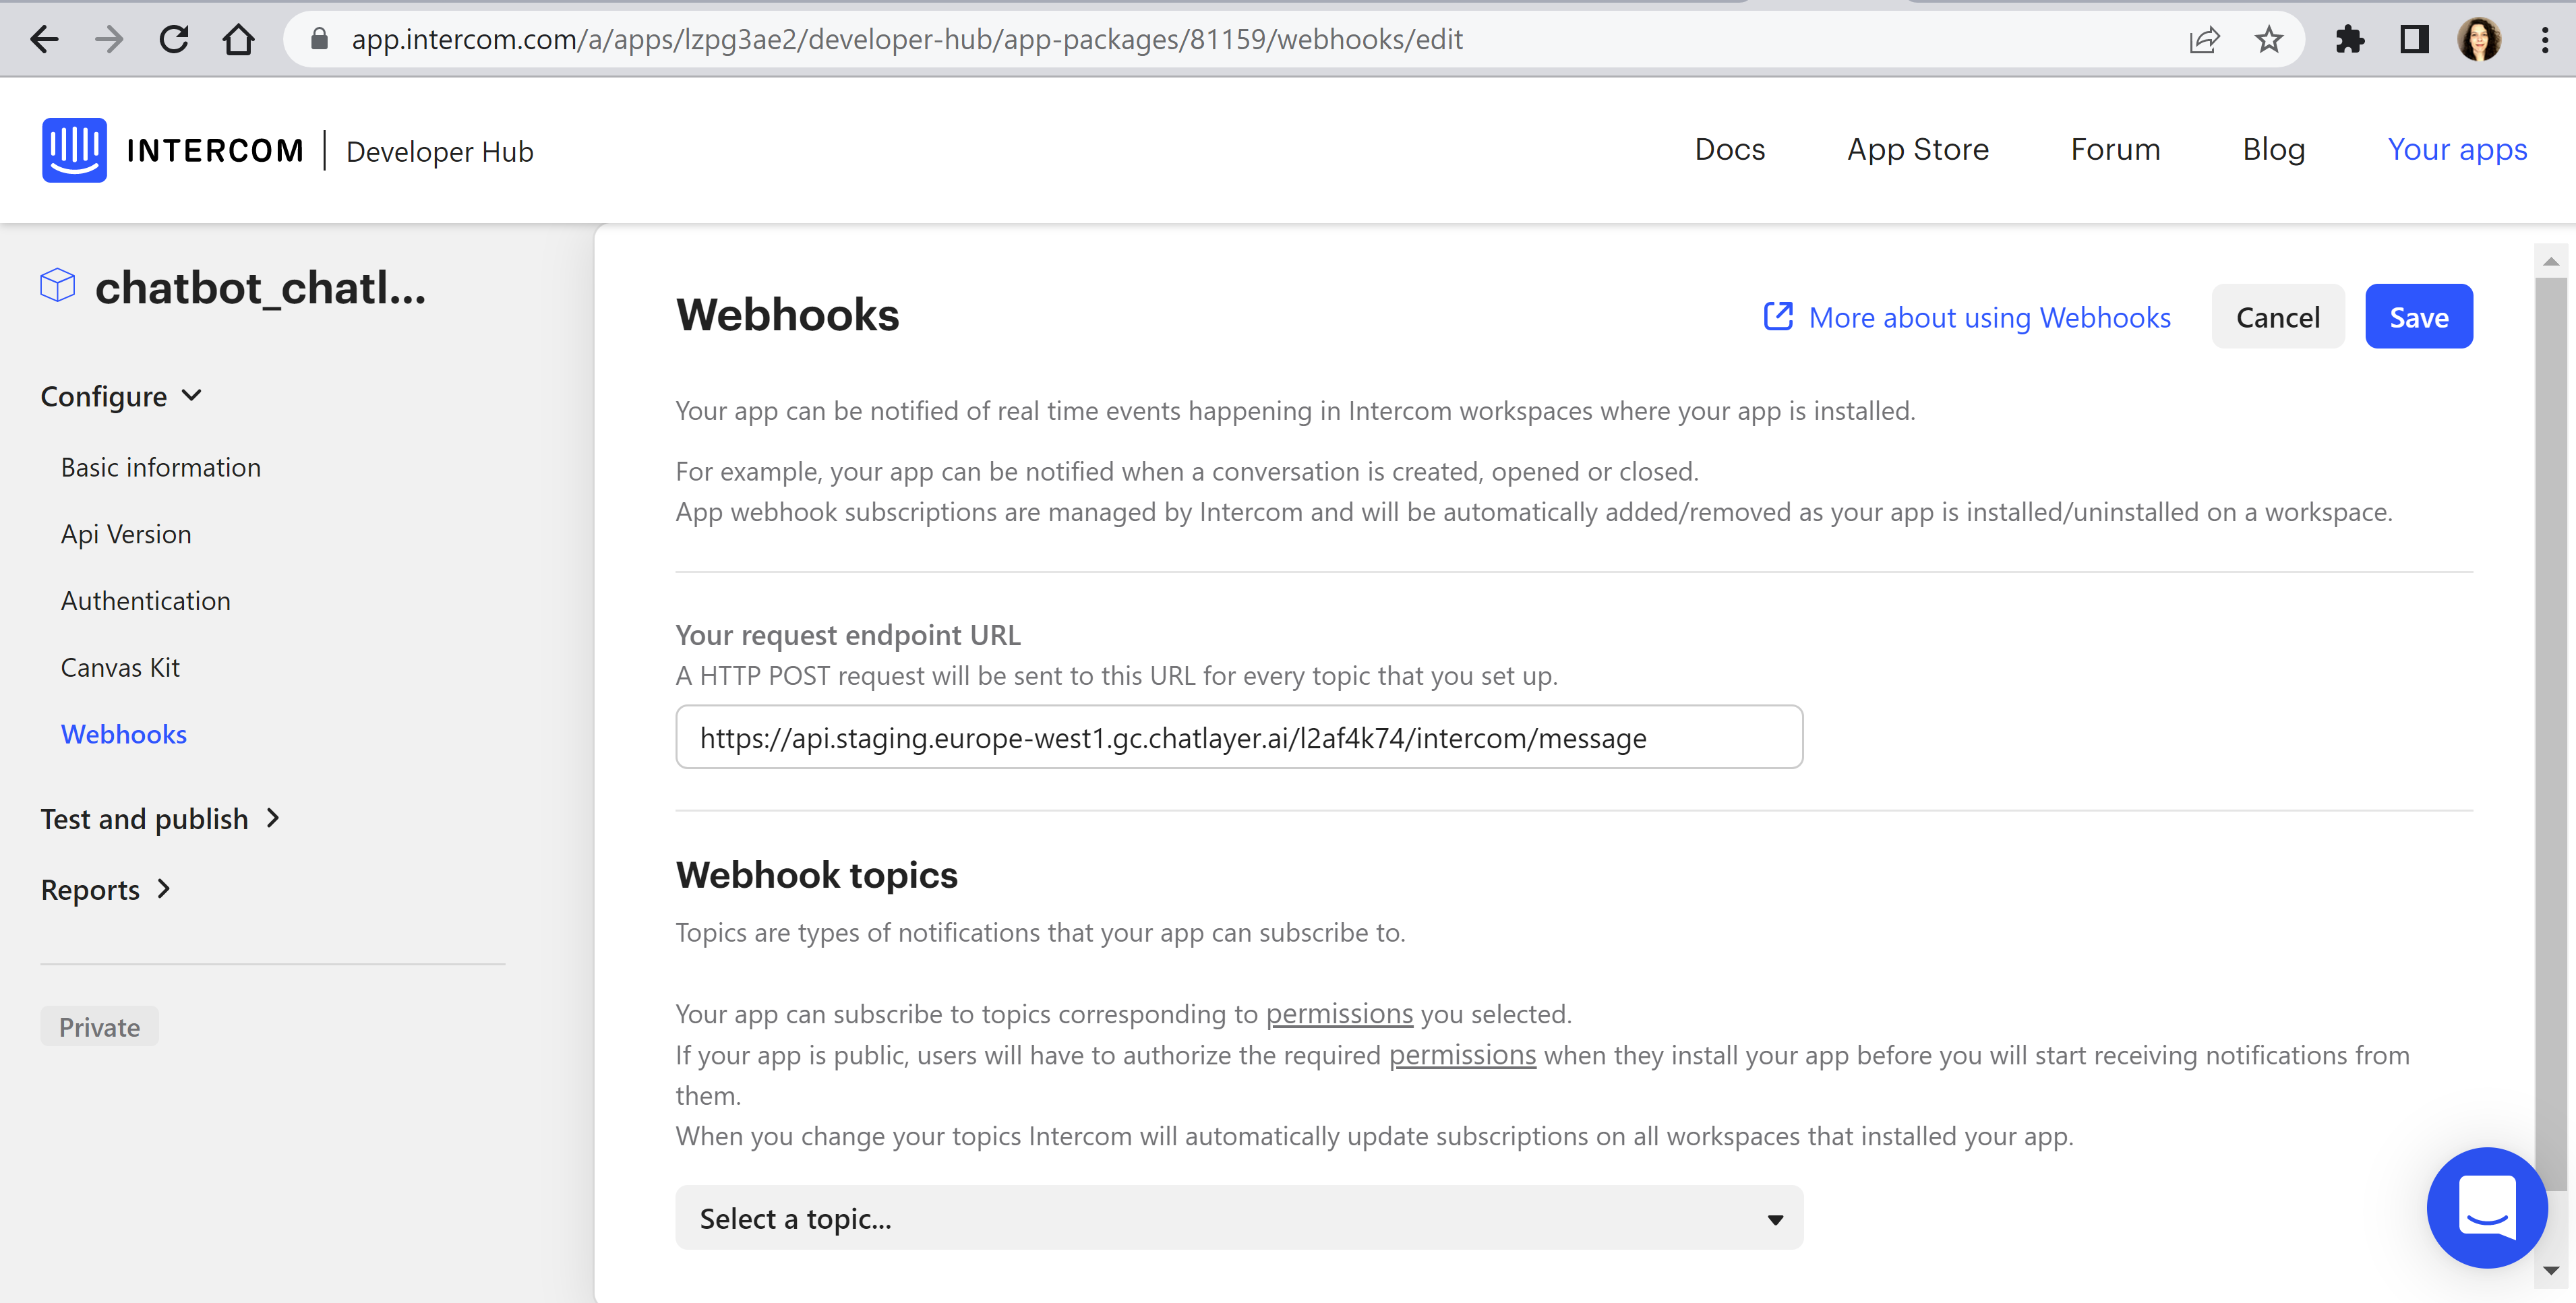 app.intercom.com/a/apps/lzpg3ae2/developer-hub/app-packages/81159/webhooks/edit
INTERCOM | Developer Hub
Docs
App Store
Forum
Blog
Your apps
chatbot_chatl...
Configure
Basic information
Api Version
Authentication
Canvas Kit
Webhooks
Test and publish
Reports
Private
Webhooks
More about using Webhooks
Cancel
Save
Your app can be notified of real time events happening in Intercom workspaces where your app is installed.
For example, your app can be notified when a conversation is created, opened or closed.
App webhook subscriptions are managed by Intercom and will be automatically added/removed as your app is installed/uninstalled on a workspace.
Your request endpoint URL
A HTTP POST request will be sent to this URL for every topic that you set up.
https://api.staging.europe-west1.gc.chatlayer.ai/l2af4k74/intercom/message
Webhook topics
Topics are types of notifications that your app can subscribe to.
Your app can subscribe to topics corresponding to permissions you selected.
If your app is public, users will have to authorize the required permissions when they install your app before you will start receiving notifications from
them.
When you change your topics Intercom will automatically update subscriptions on all workspaces that installed your app.
Select a topic...